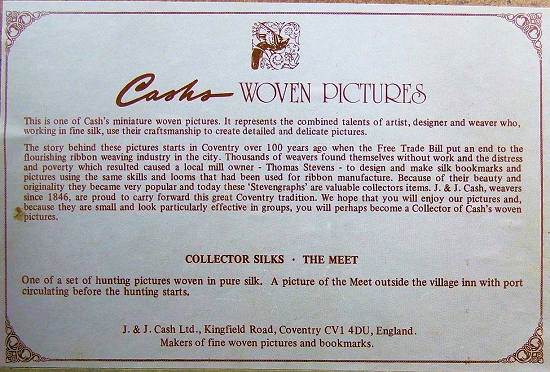 Cashs WOVEN PICTURES
This is one of Cash's miniature woven pictures. It represents the combined talents of artist, designer and weaver who,
working in fine silk, use their craftsmanship to create detailed and delicate pictures.
The story behind these pictures starts in Coventry over 100 years ago when the Free Trade Bill put an end to the
flourishing ribbon weaving industry in the city. Thousands of weavers found themselves without work and the distress
and poverty which resulted caused a local mill owner - Thomas Stevens - to design and make silk bookmarks and
pictures using the same skills and looms that had been used for ribbon manufacture. Because of their beauty and
originality they became very popular and today these 'Stevengraphs' are valuable collectors items. J. & J. Cash, weavers
since 1846, are proud to carry forward this great Coventry tradition. We hope that you will enjoy our pictures and,
because they are small and look particularly effective in groups, you will perhaps become a Collector of Cash's woven
pictures.
COLLECTOR SILKS · THE MEET
One of a set of hunting pictures woven in pure silk. A picture of the Meet outside the village inn with port
circulating before the hunting starts.
J. & J. Cash Ltd., Kingfield Road, Coventry CV1 4DU, England.
Makers of fine woven pictures and bookmarks.